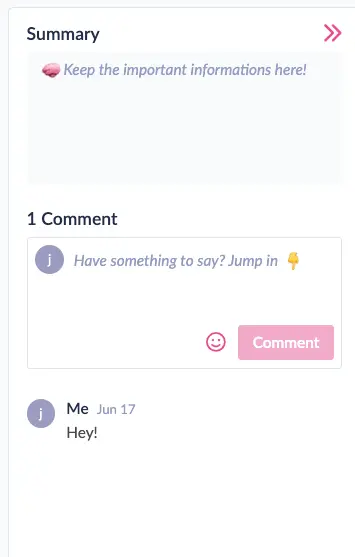 Summary
🧠 Keep the important informations here!
1 Comment
j Have something to say? Jump in 👇
Comment
j Me Jun 17
Hey!